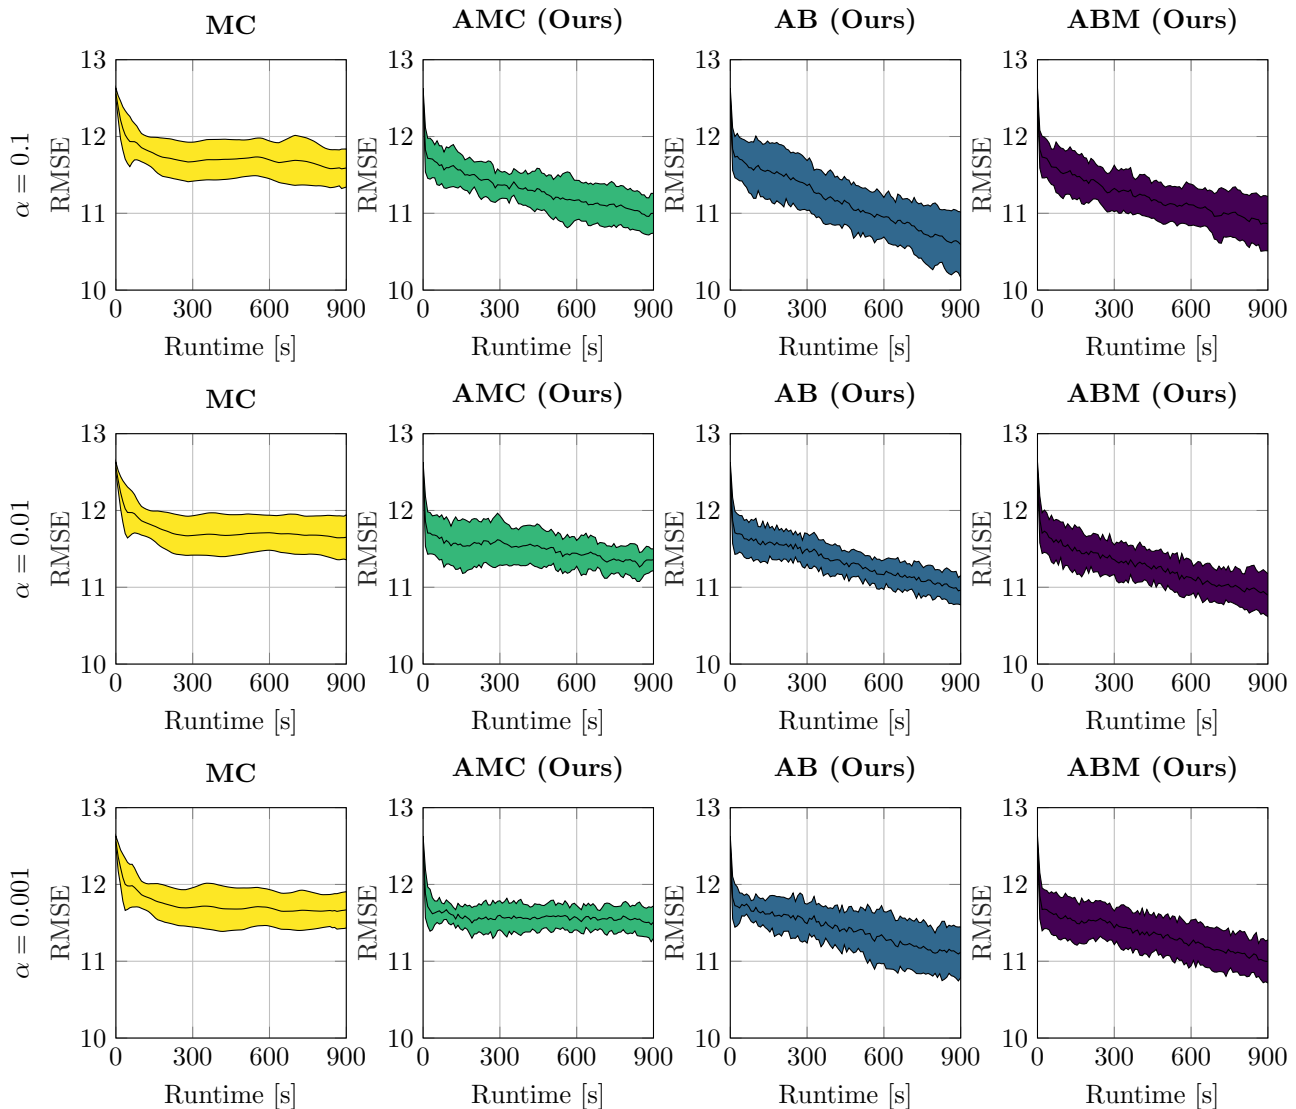 MC AMC (Ours) AB (Ours) ABM (Ours)
α = 0.1
RMSE RMSE RMSE RMSE
13 13 13 13
12 12 12 12
11 11 11 11
10 10 10 10
0 300 600 900 0 300 600 900 0 300 600 900 0 300 600 900
Runtime [s] Runtime [s] Runtime [s] Runtime [s]
MC AMC (Ours) AB (Ours) ABM (Ours)
α = 0.01
RMSE RMSE RMSE RMSE
13 13 13 13
12 12 12 12
11 11 11 11
10 10 10 10
0 300 600 900 0 300 600 900 0 300 600 900 0 300 600 900
Runtime [s] Runtime [s] Runtime [s] Runtime [s]
MC AMC (Ours) AB (Ours) ABM (Ours)
α = 0.001
RMSE RMSE RMSE RMSE
13 13 13 13
12 12 12 12
11 11 11 11
10 10 10 10
0 300 600 900 0 300 600 900 0 300 600 900 0 300 600 900
Runtime [s] Runtime [s] Runtime [s] Runtime [s]